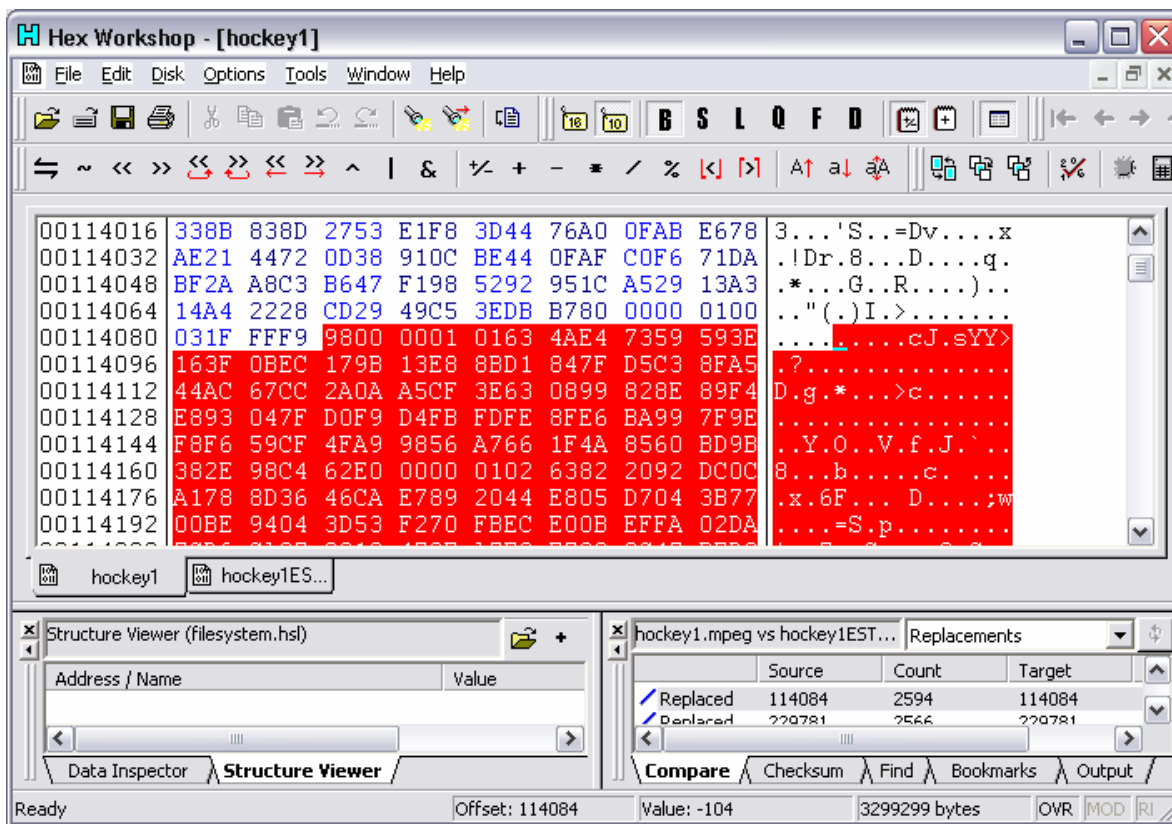 Hex Workshop - [hockey1]
File Edit Disk Options Tools Window Help
16 10 B S L Q F D
~ << >> ^ | & +/- + - * / % A↑ a↓
00114016 338B 838D 2753 E1F8 3D44 76A0 0FAB E678 3...'S..=Dv....x
00114032 AE21 4472 0D38 910C BE44 0FAF C0F6 71DA .!Dr.8...D....q.
00114048 BF2A A8C3 B647 F198 5292 951C A529 13A3 .*...G..R....)..
00114064 14A4 2228 CD29 49C5 3EDB B780 0000 0100 .."(.)I.>.......
00114080 031F FFF9 9800 0001 0163 4AE4 7359 593E .........cJ.sYY>
00114096 163F 0BEC 179B 13E8 8BD1 847F D5C3 8FA5 .?..............
00114112 44AC 67CC 2A0A A5CF 3E63 0899 828E 89F4 D.g.*...>c......
00114128 E893 047F D0F9 D4FB FDFE 8FE6 BA99 7F9E ................
00114144 F8F6 59CF 4FA9 9856 A766 1F4A 8560 BD9B ..Y.O..V.f.J.`..
00114160 382E 98C4 62E0 0000 0102 6382 2092 DC0C 8...b.....c. ...
00114176 A178 8D36 46CA E789 2044 E805 D704 3B77 .x.6F... D....;w
00114192 00BE 9404 3D53 F270 FBEC E00B EFFA 02DA ....=S.p........
hockey1 hockey1ES...
Structure Viewer (filesystem.hsl)
Address / Name Value
Data Inspector Structure Viewer
hockey1.mpeg vs hockey1EST... Replacements
Source Count Target
Replaced 114084 2594 114084
Replaced 229781 2566 229781
Compare Checksum Find Bookmarks Output
Ready Offset: 114084 Value: -104 3299299 bytes OVR MOD RI